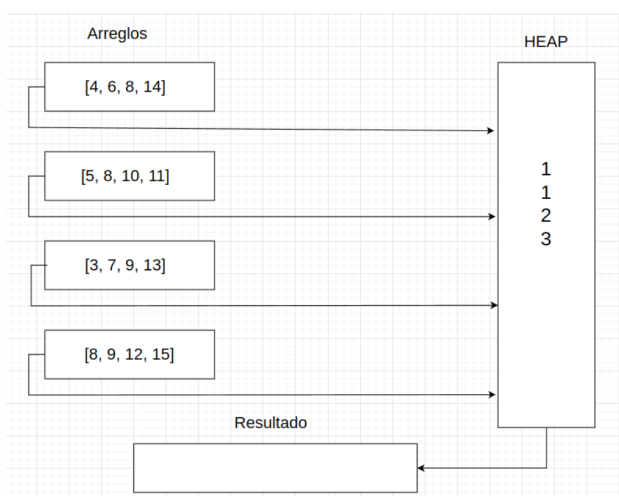 Arreglos
HEAP
[4, 6, 8, 14]
[5, 8, 10, 11]
[3, 7, 9, 13]
[8, 9, 12, 15]
1
1
2
3
Resultado